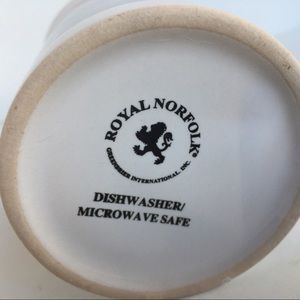 ROYAL NORFOLK®
GREENBRIER INTERNATIONAL, INC.
DISHWASHER/
MICROWAVE SAFE